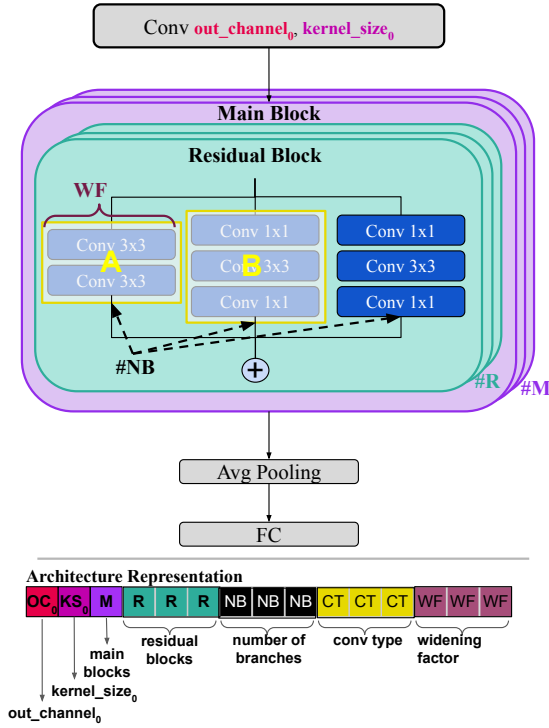 Conv out_channel₀, kernel_size₀
Main Block
Residual Block
WF
Conv 3x3
Conv 3x3
A
Conv 1x1
Conv 3x3
Conv 1x1
B
Conv 1x1
Conv 3x3
Conv 1x1
#NB
+
#R
#M
Avg Pooling
FC
Architecture Representation
OC₀ KS₀ M R R R NB NB NB CT CT CT WF WF WF
residual blocks
number of branches
conv type
widening factor
main blocks
kernel_size₀
out_channel₀